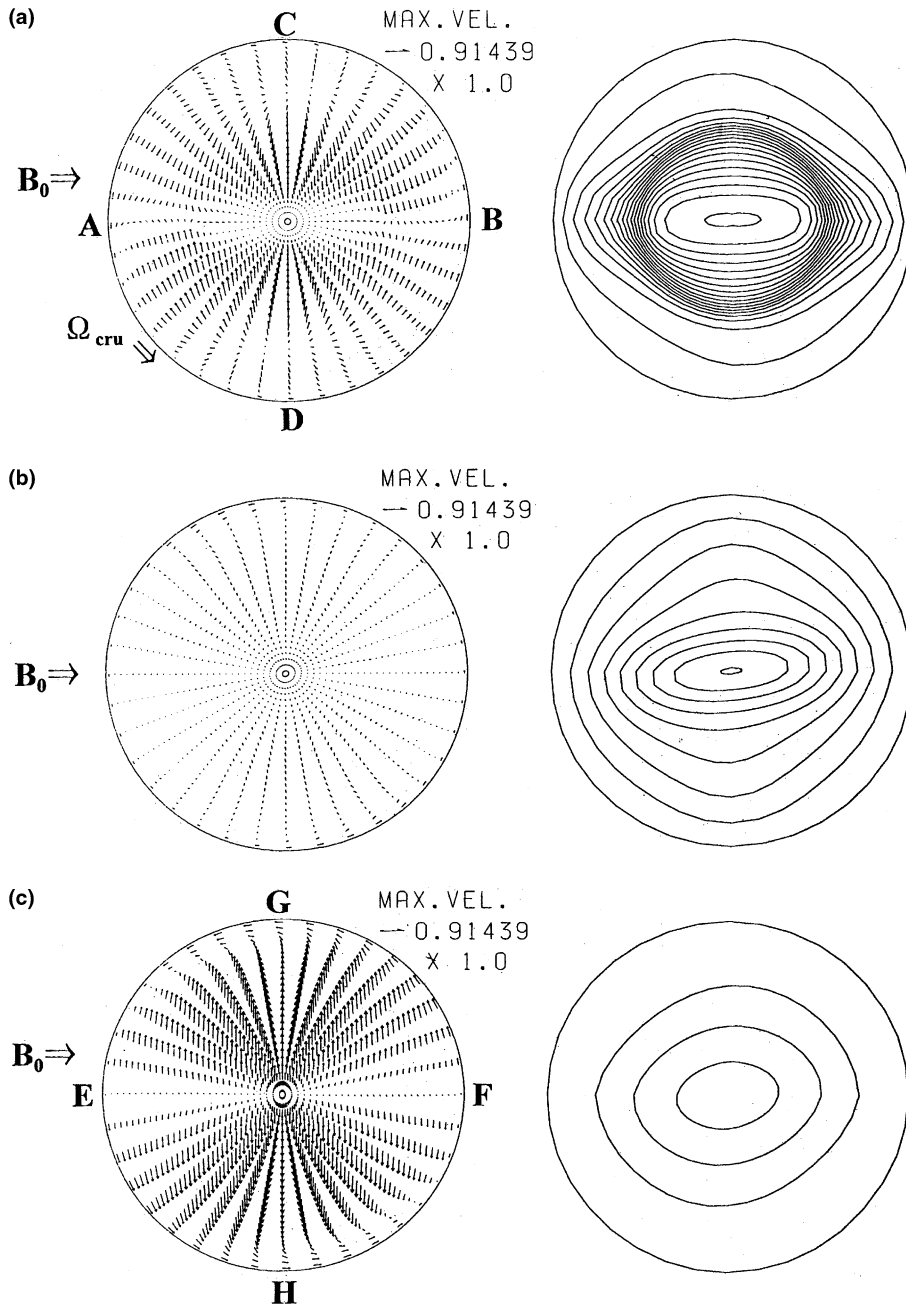 (a)
C
MAX.VEL.
→ 0.91439
X 1.0
B₀⇒
A
B
Ω cru
D
(b)
MAX.VEL.
→ 0.91439
X 1.0
B₀⇒
(c)
G
MAX.VEL.
→ 0.91439
X 1.0
B₀⇒
E
F
H